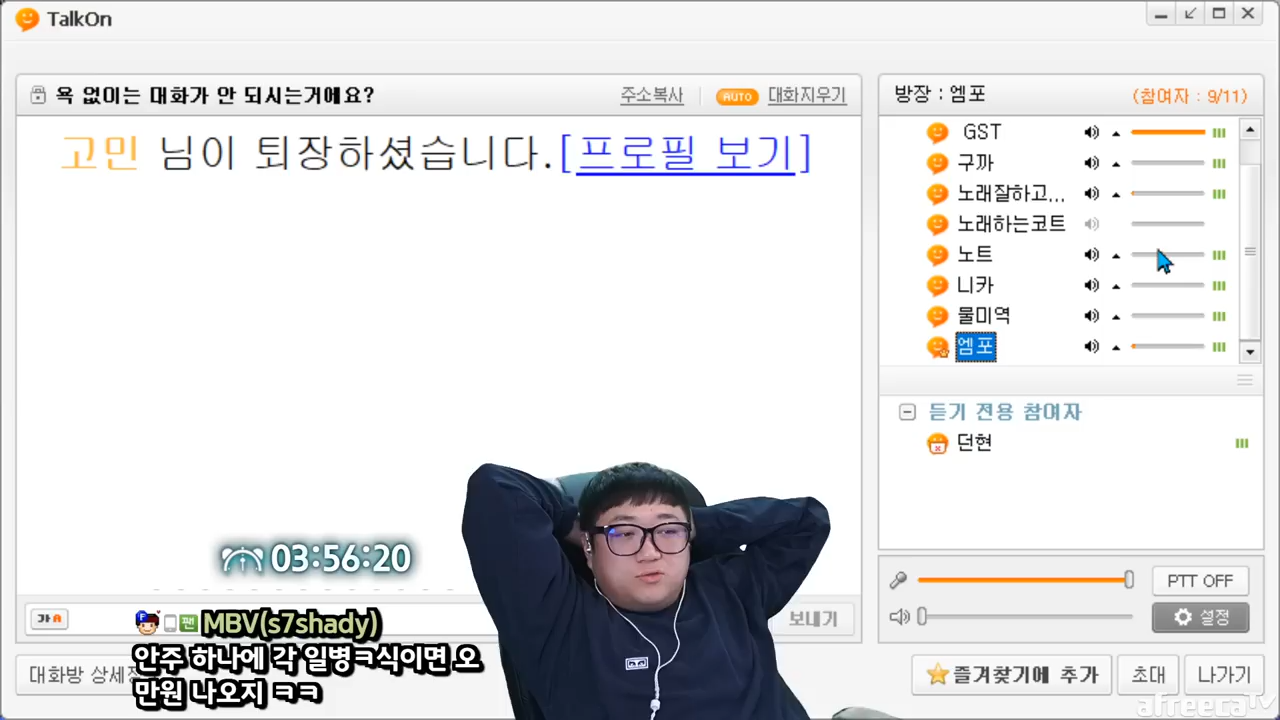 TalkOn
욕 없이는 대화가 안 되시는거에요?
주소복사
AUTO 대화지우기
고민 님이 퇴장하셨습니다.[프로필 보기]
방장 : 엠포
(참여자 : 9/11)
GST
구까
노래잘하고...
노래하는코트
노트
니카
물미역
엠포
듣기 전용 참여자
던현
03:56:20
가A
보내기
F 팬 MBV(s7shady)
안주 하나에 각 일병ㅋ식이면 오
만원 나오지 ㅋㅋ
PTT OFF
설정
대화방 상세
즐겨찾기에 추가
초대
나가기
afreecaTV